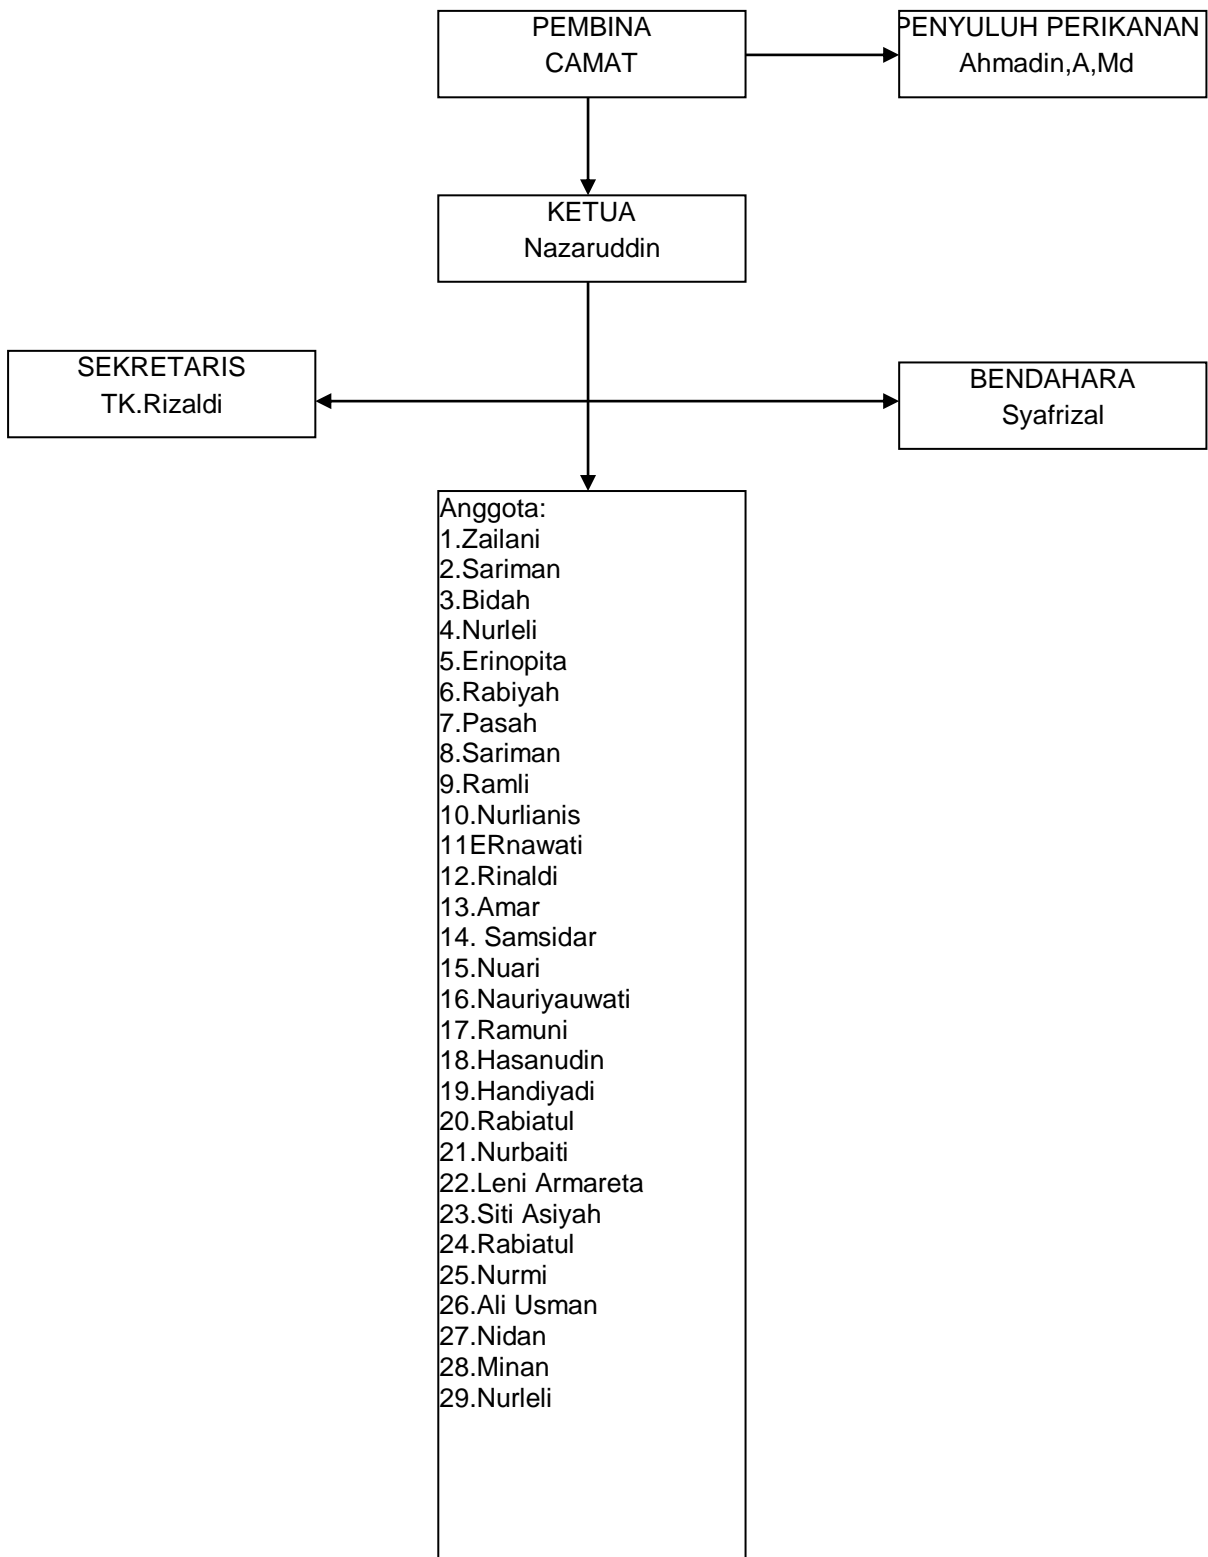 PEMBINA
CAMAT
PENYULUH PERIKANAN
Ahmadin,A,Md
KETUA
Nazaruddin
SEKRETARIS
TK.Rizaldi
BENDAHARA
Syafrizal
Anggota:
1.Zailani
2.Sariman
3.Bidah
4.Nurleli
5.Erinopita
6.Rabiyah
7.Pasah
8.Sariman
9.Ramli
10.Nurlianis
11ERnawati
12.Rinaldi
13.Amar
14. Samsidar
15.Nuari
16.Nauriyauwati
17.Ramuni
18.Hasanudin
19.Handiyadi
20.Rabiatul
21.Nurbaiti
22.Leni Armareta
23.Siti Asiyah
24.Rabiatul
25.Nurmi
26.Ali Usman
27.Nidan
28.Minan
29.Nurleli